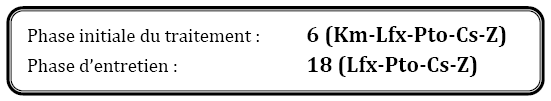 Phase initiale du traitement : 6 (Km-Lfx-Pto-Cs-Z)
Phase d’entretien : 18 (Lfx-Pto-Cs-Z)